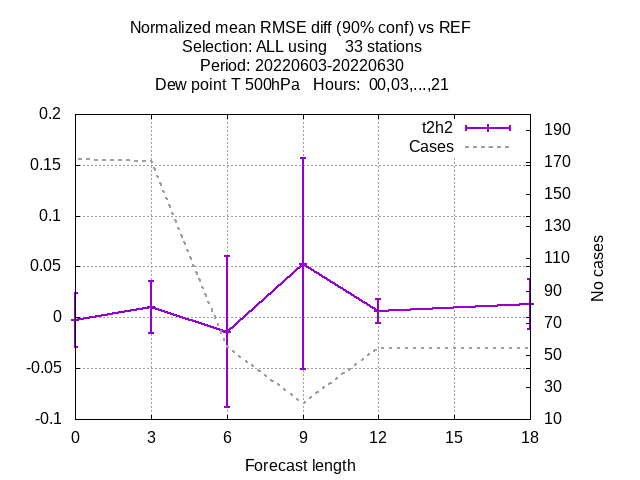 Normalized mean RMSE diff (90% conf) vs REF
Selection: ALL using    33 stations
Period: 20220603-20220630
Dew point T 500hPa   Hours:  00,03,...,21
t2h2
Cases
0.2
0.15
0.1
0.05
0
-0.05
-0.1
190
170
150
130
110
90
70
50
30
10
No cases
0 3 6 9 12 15 18
Forecast length